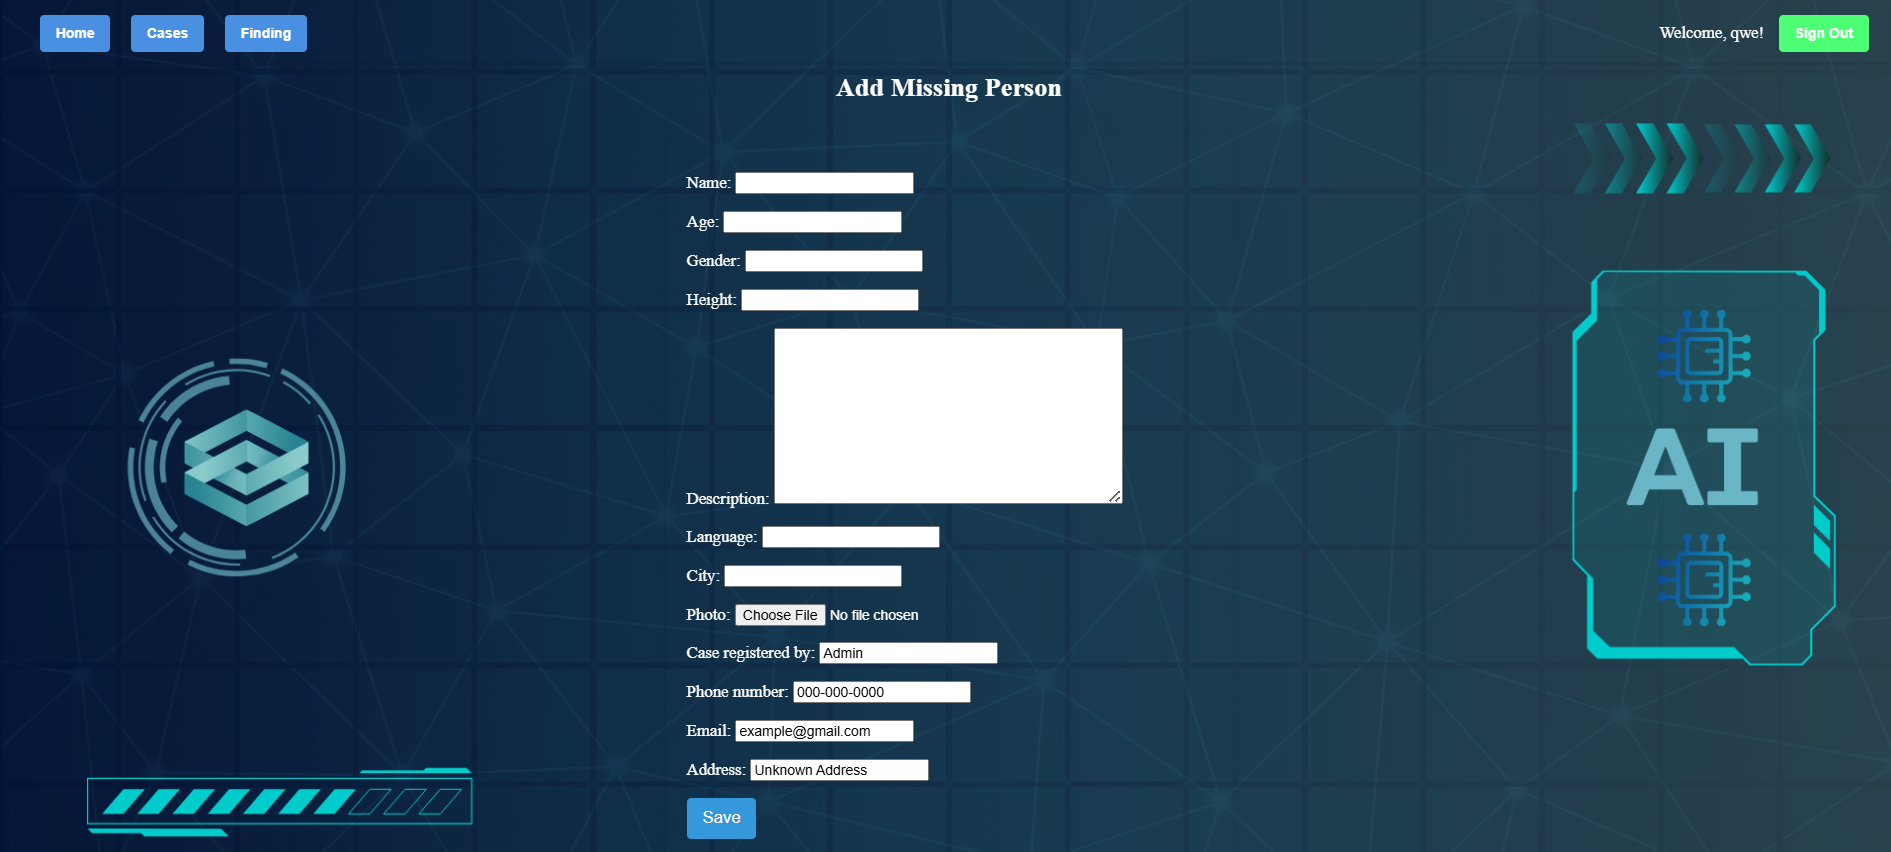 Home Cases Finding Welcome, qwe! Sign Out
Add Missing Person
Name:
Age:
Gender:
Height:
Description:
Language:
City:
Photo: Choose File No file chosen
Case registered by: Admin
Phone number: 000-000-0000
Email: example@gmail.com
Address: Unknown Address
Save
AI